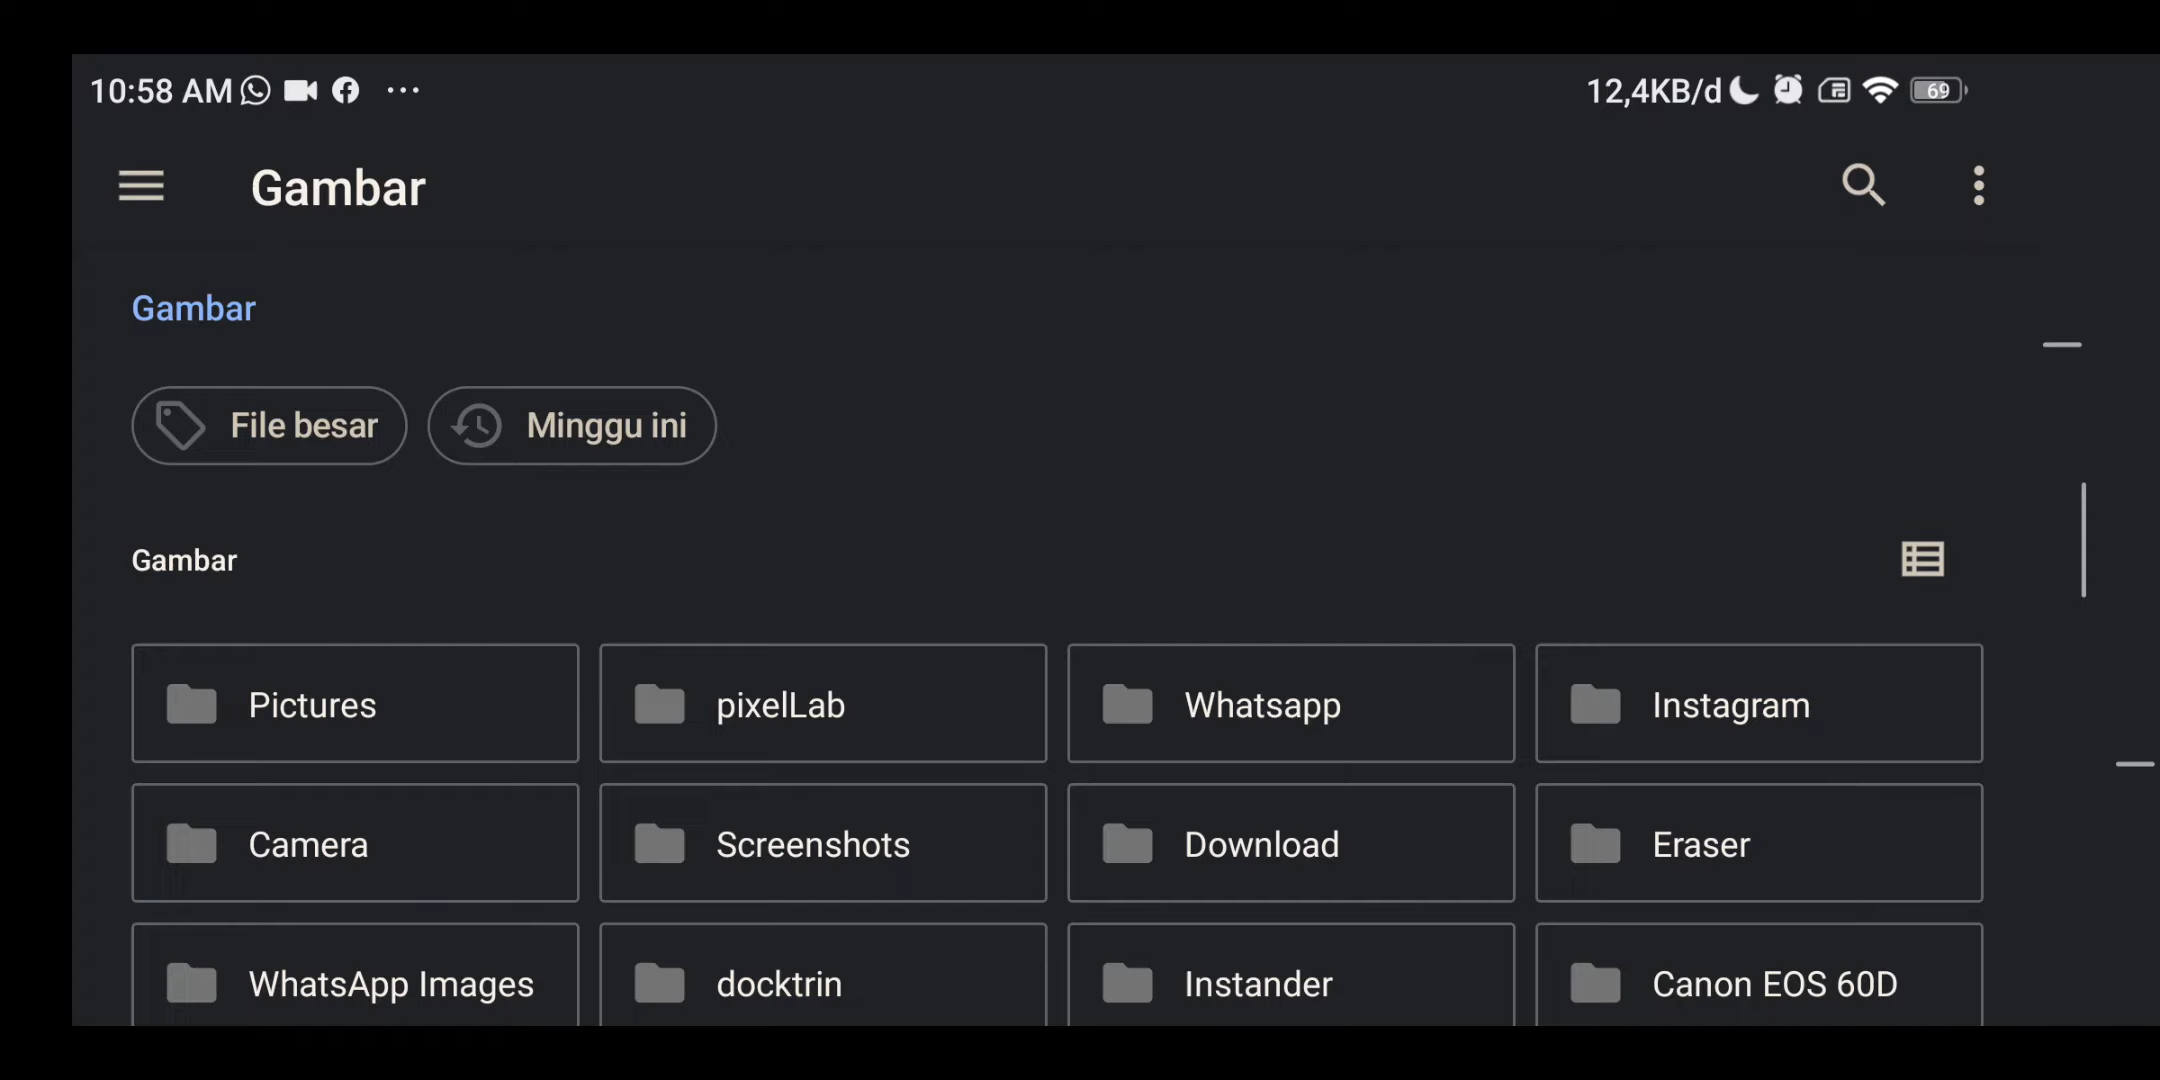 10:58 AM 12,4KB/d 69
Gambar
Gambar
File besar Minggu ini
Gambar
Pictures pixelLab Whatsapp Instagram
Camera Screenshots Download Eraser
WhatsApp Images docktrin Instander Canon EOS 60D